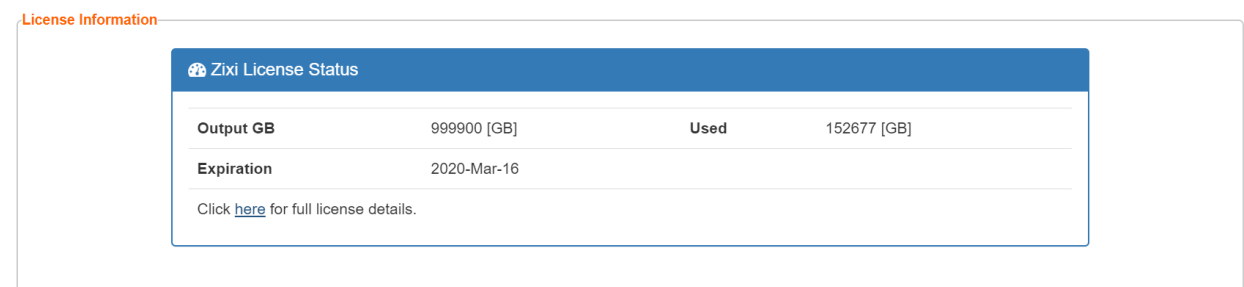 License Information
Zixi License Status
Output GB 999900 [GB] Used 152677 [GB]
Expiration 2020-Mar-16
Click here for full license details.